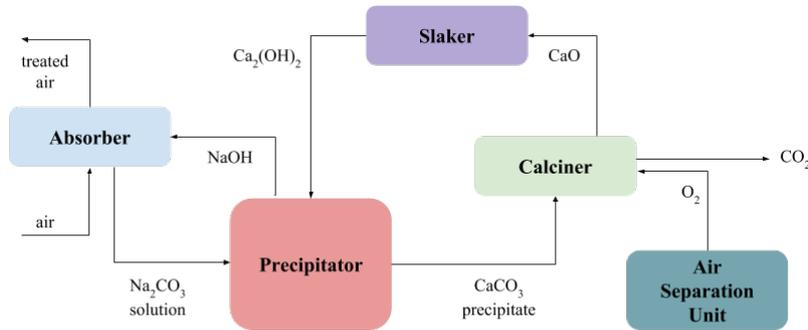 Slaker
Ca₂(OH)₂
CaO
treated
air
Absorber
NaOH
Calciner
CO₂
O₂
air
Precipitator
Na₂CO₃
solution
CaCO₃
precipitate
Air
Separation
Unit